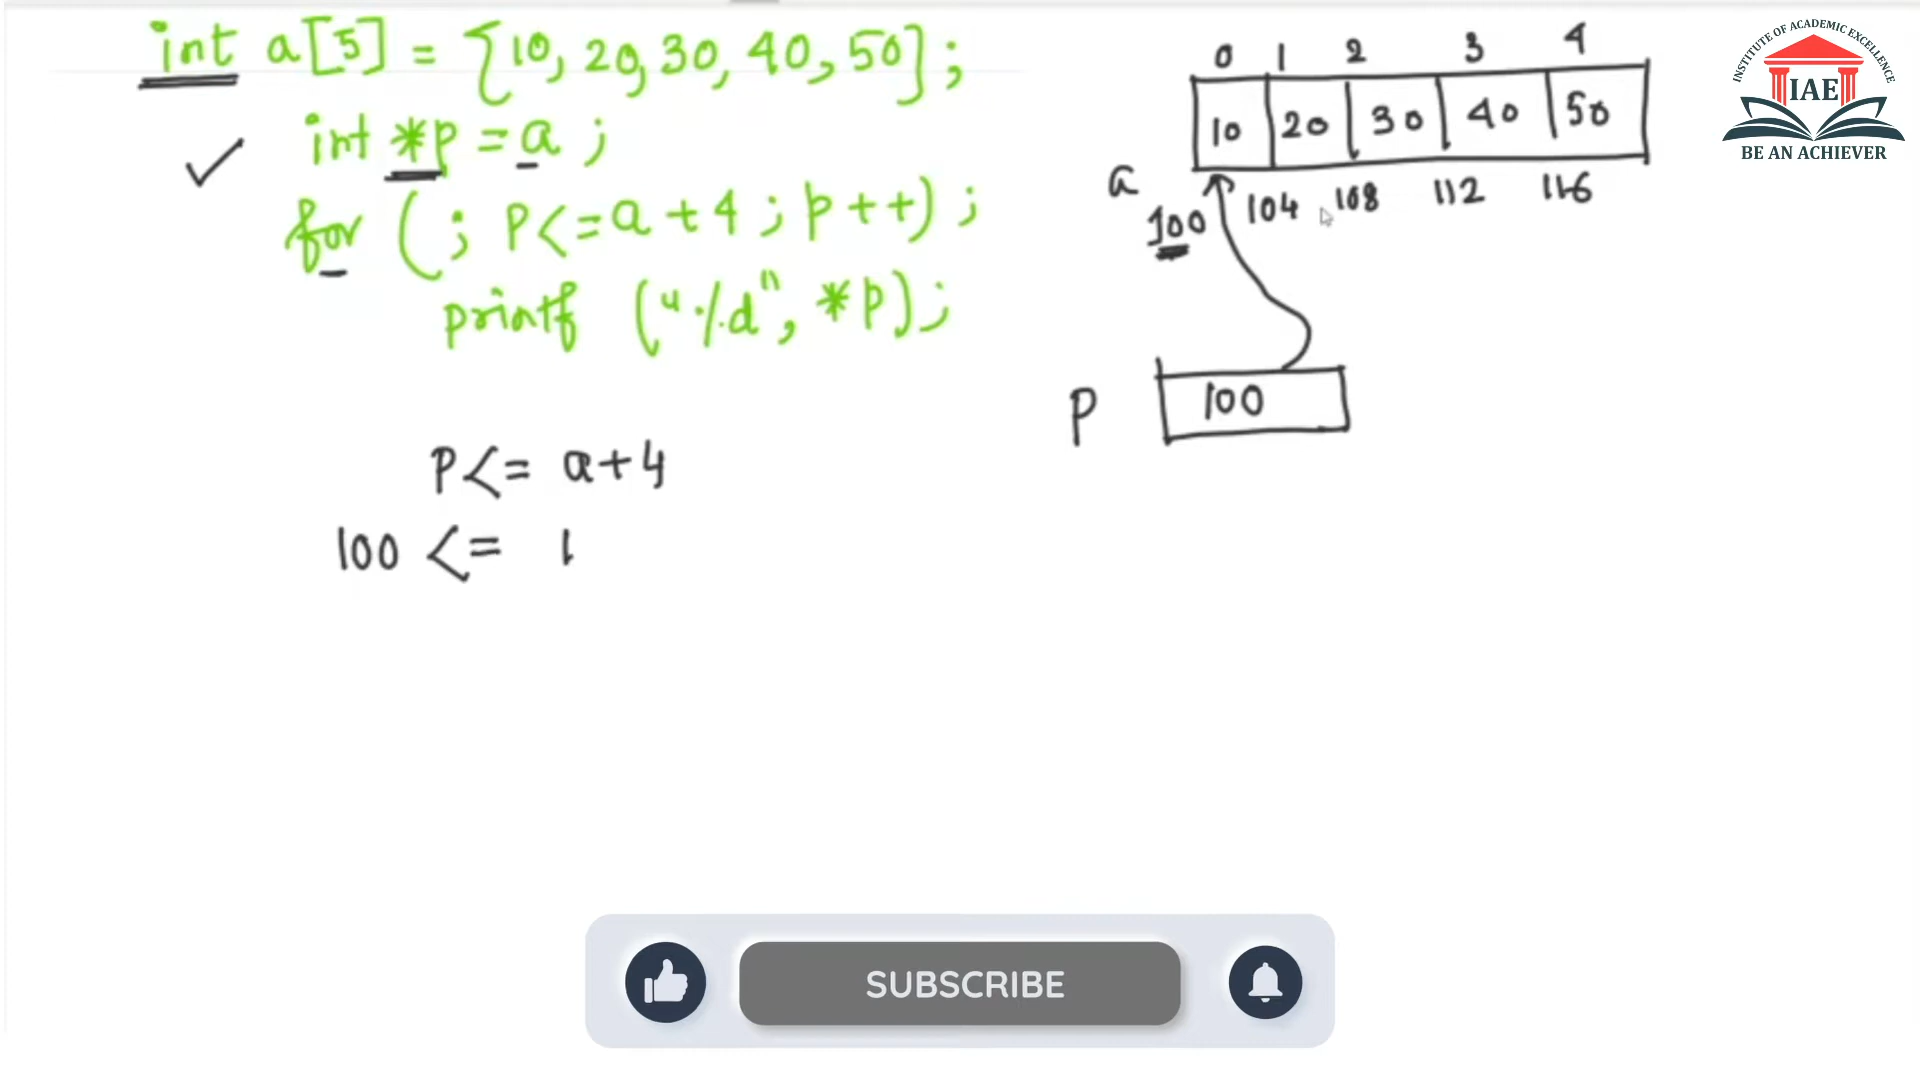 int a[5] = {10, 20, 30, 40, 50};
int *p = a;
for ( ; p <= a + 4 ; p++) ;
printf ("%d", *p);
p <= a+4
100 <= 1
0 1 2 3 4
10 20 30 40 50
a
100 104 108 112 116
p 100
INSTITUTE OF ACADEMIC EXCELLENCE
IAE
BE AN ACHIEVER
SUBSCRIBE